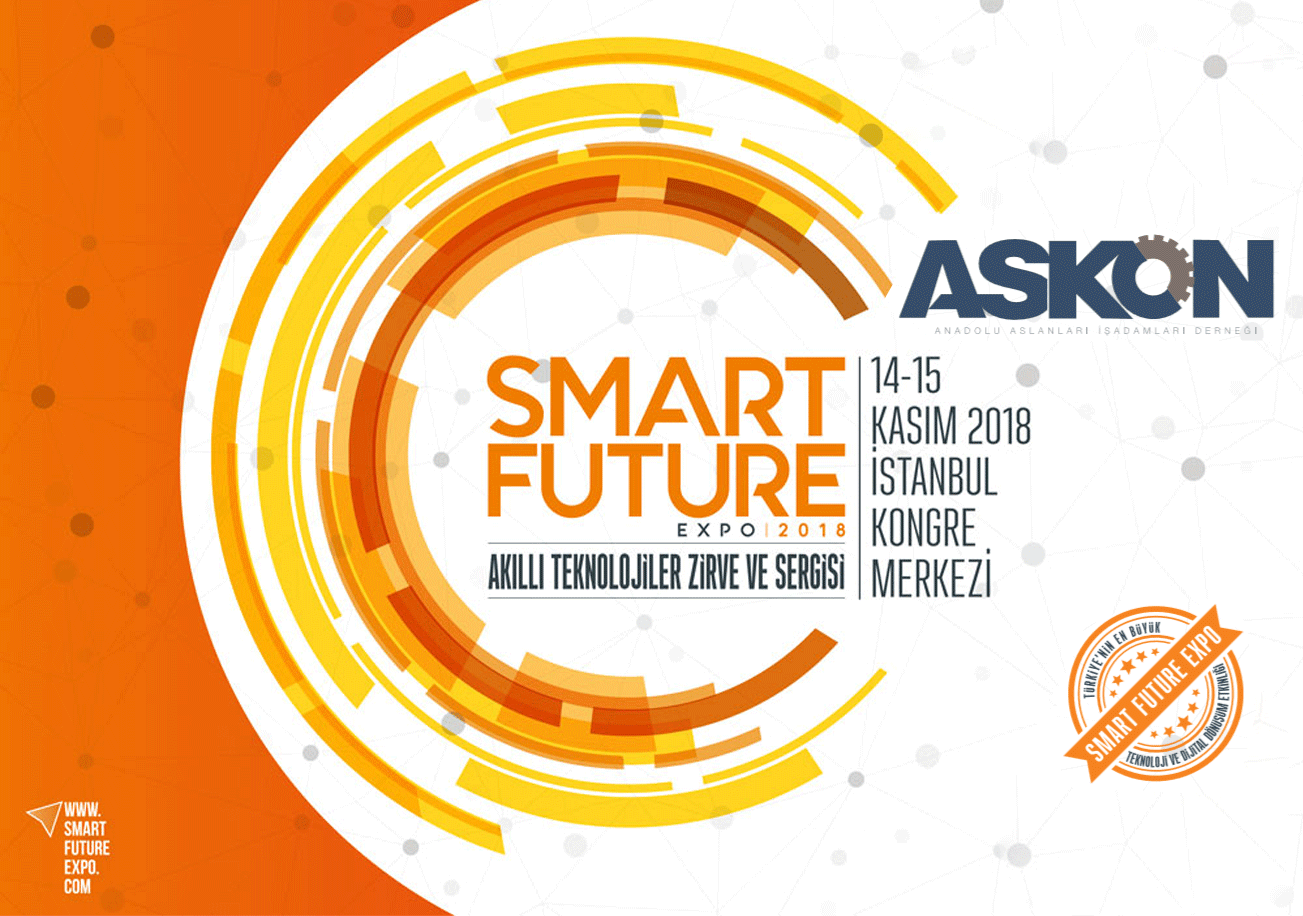 ASKON
ANADOLU ASLANLARI İŞADAMLARI DERNEĞİ
SMART
FUTURE
EXPO | 2018
AKILLI TEKNOLOJİLER ZİRVE VE SERGİSİ
14-15
KASIM 2018
İSTANBUL
KONGRE
MERKEZİ
TÜRKİYE'NİN EN BÜYÜK
SMART FUTURE EXPO
TEKNOLOJİ VE DİJİTAL DÖNÜŞÜM ETKİNLİĞİ
WWW.
SMART
FUTURE
EXPO.
COM